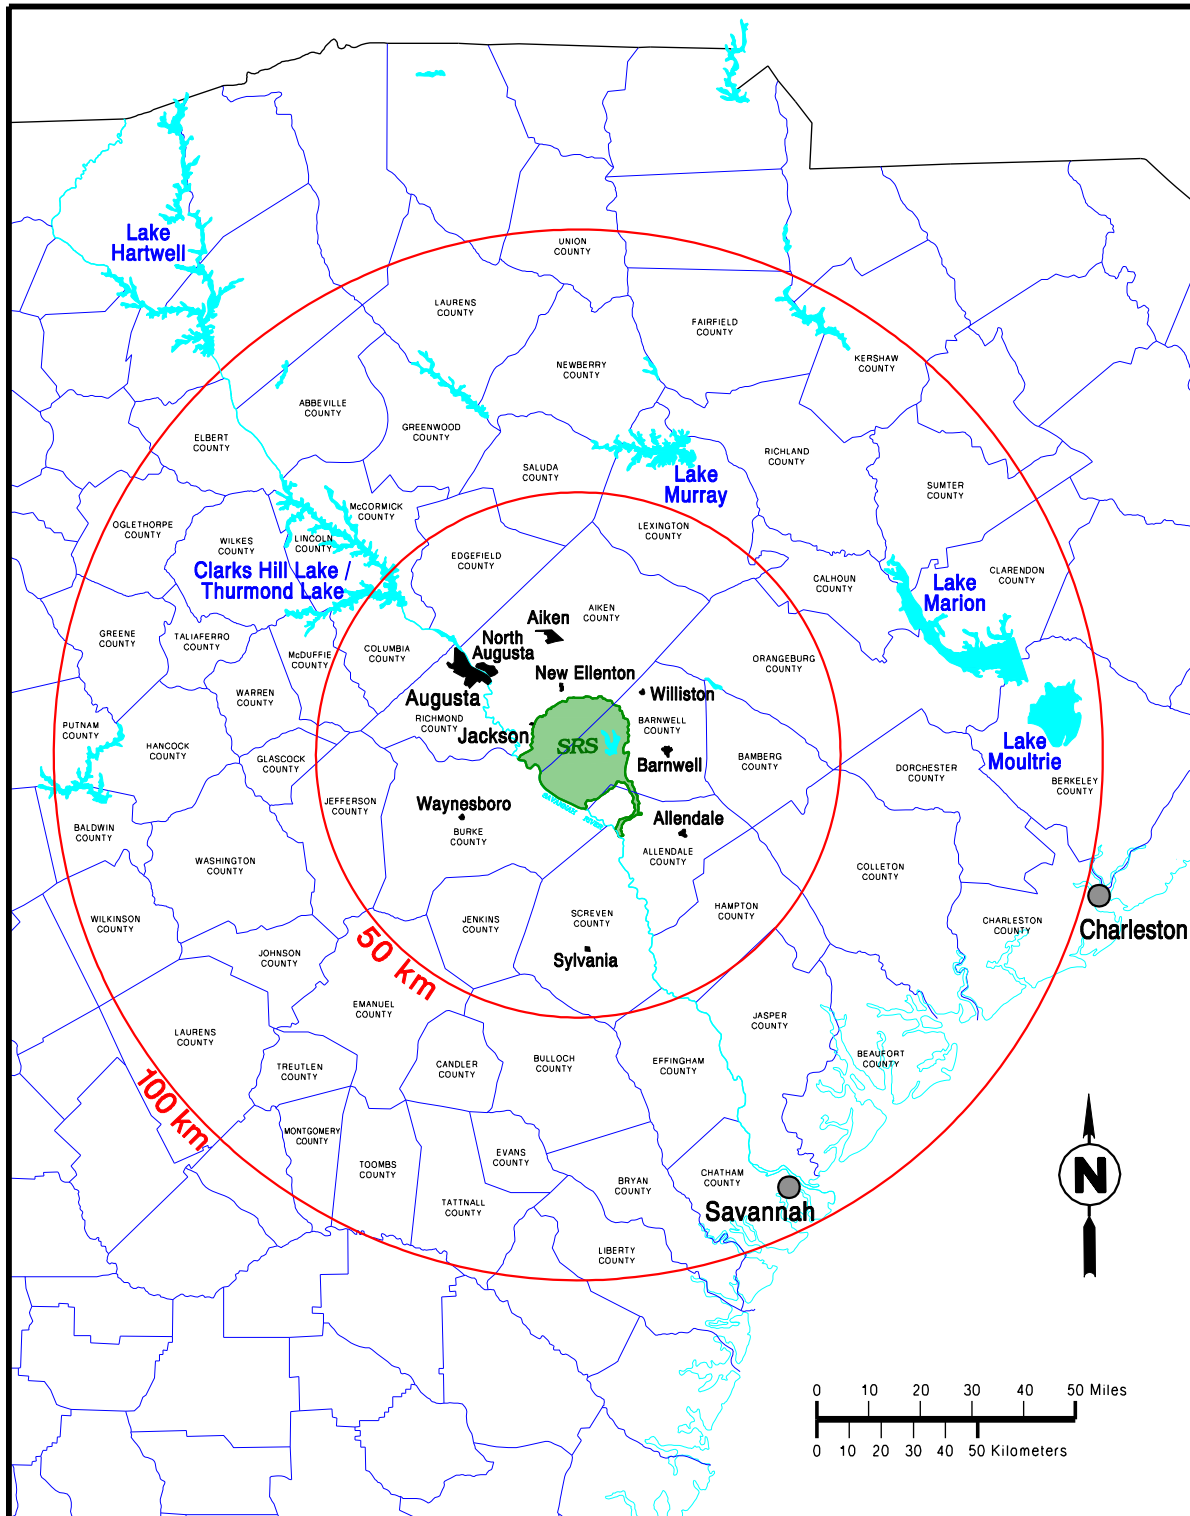 UNION
COUNTY
Lake
Hartwell
LAURENS
COUNTY
FAIRFIELD
COUNTY
NEWBERRY
COUNTY
KERSHAW
COUNTY
ABBEVILLE
COUNTY
GREENWOOD
COUNTY
ELBERT
COUNTY
RICHLAND
COUNTY
SALUDA
COUNTY
Lake
Murray
SUMTER
COUNTY
McCORMICK
COUNTY
OGLETHORPE
COUNTY
LEXINGTON
COUNTY
WILKES
COUNTY
LINCOLN
COUNTY
EDGEFIELD
COUNTY
Clarks Hill Lake /
Thurmond Lake
CALHOUN
COUNTY
Lake
Marion
CLARENDON
COUNTY
AIKEN
COUNTY
Aiken
GREENE
COUNTY
TALIAFERRO
COUNTY
McDUFFIE
COUNTY
COLUMBIA
COUNTY
North
Augusta
ORANGEBURG
COUNTY
New Ellenton
Williston
WARREN
COUNTY
Augusta
RICHMOND
COUNTY
BARNWELL
COUNTY
PUTNAM
COUNTY
Jackson
SRS
HANCOCK
COUNTY
GLASCOCK
COUNTY
Barnwell
BAMBERG
COUNTY
DORCHESTER
COUNTY
Lake
Moultrie
BERKELEY
COUNTY
JEFFERSON
COUNTY
Waynesboro
BURKE
COUNTY
SAVANNAH RIVER
Allendale
ALLENDALE
COUNTY
BALDWIN
COUNTY
WASHINGTON
COUNTY
COLLETON
COUNTY
WILKINSON
COUNTY
JENKINS
COUNTY
SCREVEN
COUNTY
HAMPTON
COUNTY
CHARLESTON
COUNTY
Charleston
50 km
JOHNSON
COUNTY
Sylvania
EMANUEL
COUNTY
JASPER
COUNTY
LAURENS
COUNTY
TREUTLEN
COUNTY
CANDLER
COUNTY
BULLOCH
COUNTY
EFFINGHAM
COUNTY
BEAUFORT
COUNTY
100 km
MONTGOMERY
COUNTY
TOOMBS
COUNTY
EVANS
COUNTY
TATTNALL
COUNTY
BRYAN
COUNTY
CHATHAM
COUNTY
Savannah
LIBERTY
COUNTY
N
0 10 20 30 40 50 Miles
0 10 20 30 40 50 Kilometers